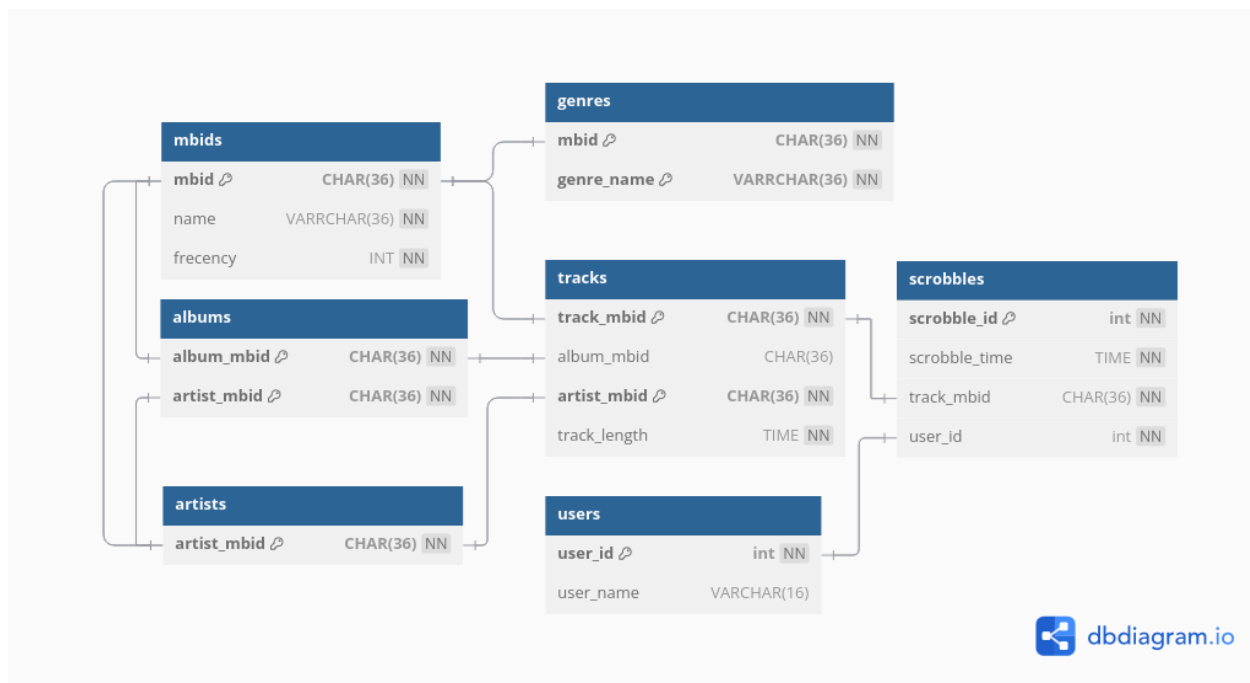 mbids
mbid CHAR(36) NN
name VARRCHAR(36) NN
frecency INT NN
albums
album_mbid CHAR(36) NN
artist_mbid CHAR(36) NN
artists
artist_mbid CHAR(36) NN
genres
mbid CHAR(36) NN
genre_name VARRCHAR(36) NN
tracks
track_mbid CHAR(36) NN
album_mbid CHAR(36)
artist_mbid CHAR(36) NN
track_length TIME NN
users
user_id int NN
user_name VARCHAR(16)
scrobbles
scrobble_id int NN
scrobble_time TIME NN
track_mbid CHAR(36) NN
user_id int NN
dbdiagram.io